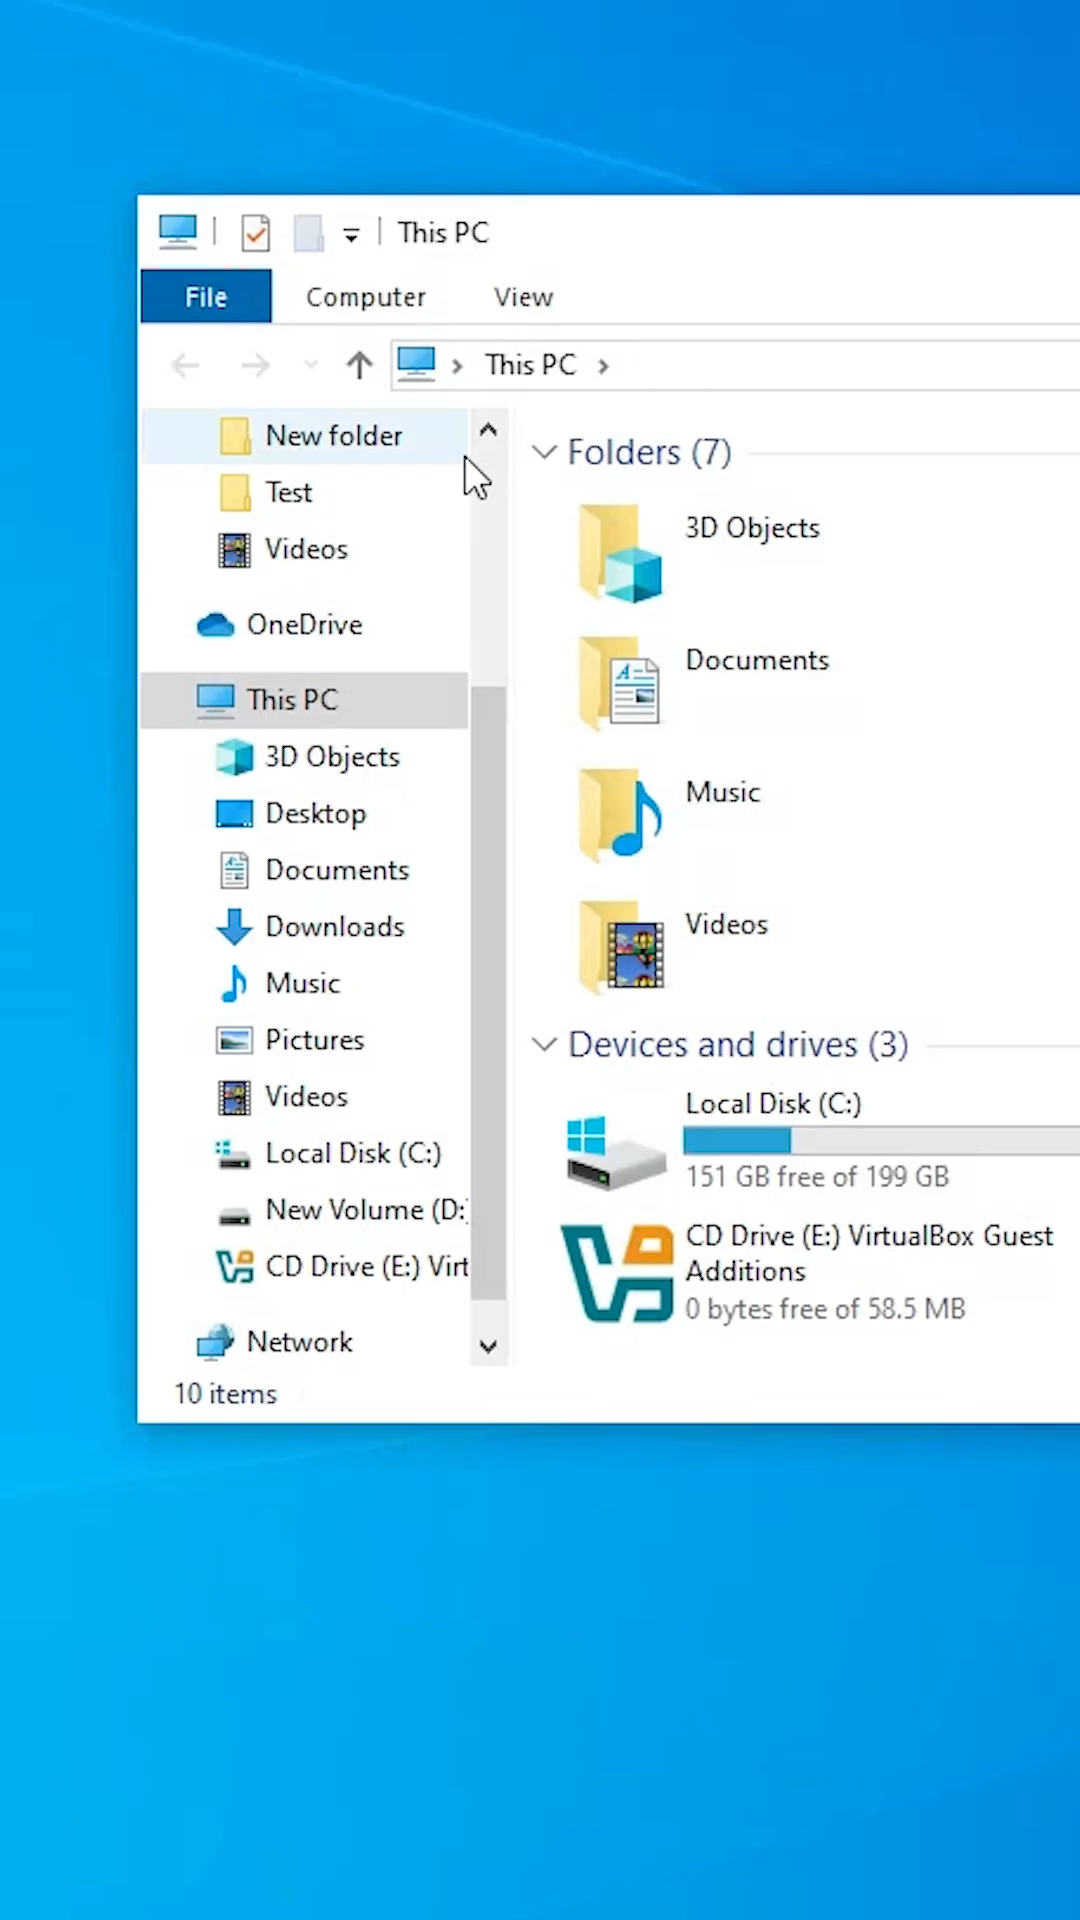 This PC
File Computer View
This PC
New folder
Test
Videos
OneDrive
This PC
3D Objects
Desktop
Documents
Downloads
Music
Pictures
Videos
Local Disk (C:)
New Volume (D:
CD Drive (E:) Virt
Network
10 items
Folders (7)
3D Objects
Documents
Music
Videos
Devices and drives (3)
Local Disk (C:)
151 GB free of 199 GB
CD Drive (E:) VirtualBox Guest
Additions
0 bytes free of 58.5 MB